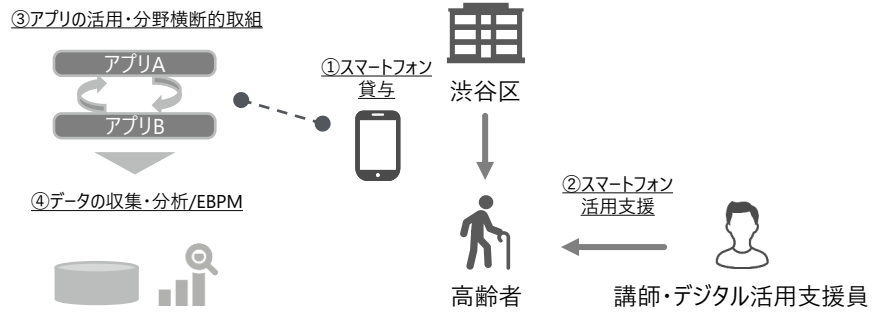 ③アプリの活用・分野横断的取組
アプリA
アプリB
④データの収集・分析/EBPM
①スマートフォン
貸与
渋谷区
②スマートフォン
活用支援
高齢者
講師・デジタル活用支援員